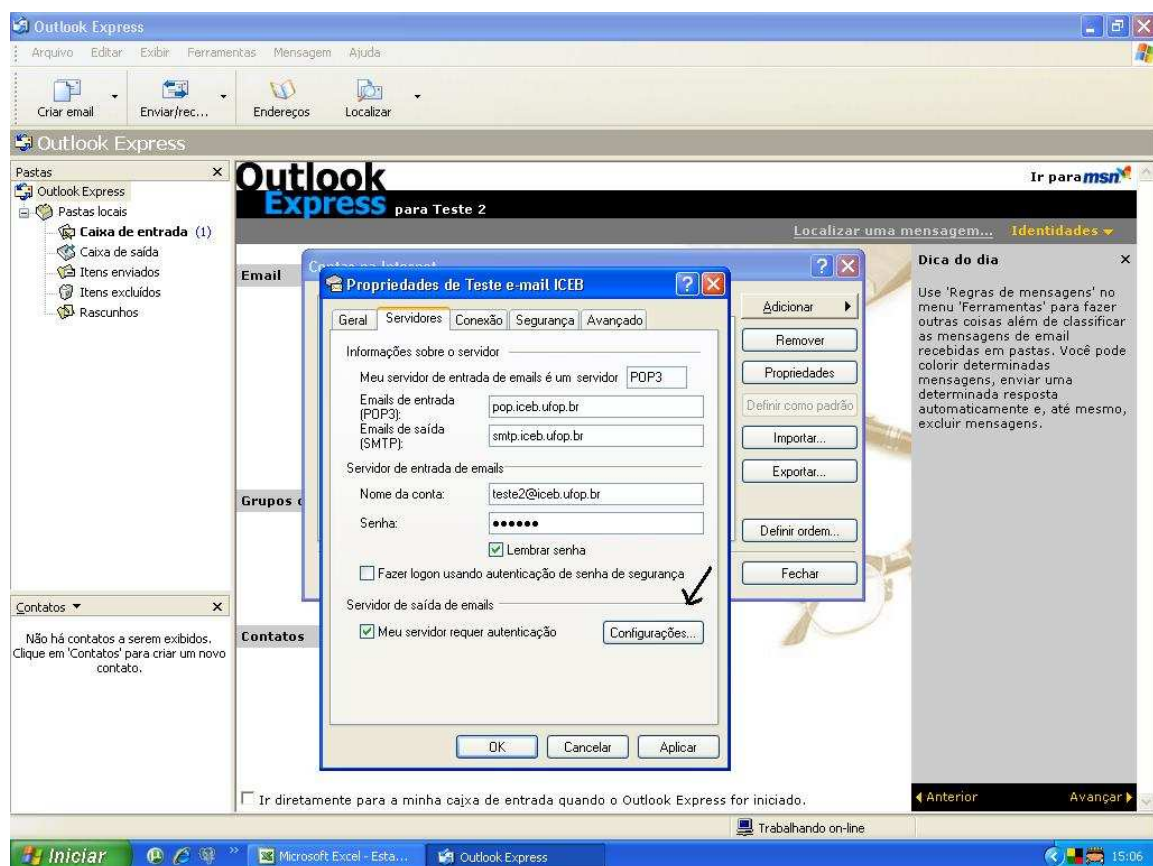 Outlook Express
Arquivo Editar Exibir Ferramentas Mensagem Ajuda
Criar email Enviar/rec... Endereços Localizar
Outlook Express
Pastas
Outlook Express
Pastas locais
Caixa de entrada (1)
Caixa de saída
Itens enviados
Itens excluídos
Rascunhos
Contatos
Não há contatos a serem exibidos.
Clique em 'Contatos' para criar um novo
contato.
Outlook
Express para Teste 2
Ir para msn
Localizar uma mensagem... Identidades
Email
Grupos
Contatos
Contas na Internet
Adicionar
Remover
Propriedades
Definir como padrão
Importar...
Exportar...
Definir ordem...
Fechar
Propriedades de Teste e-mail ICEB
Geral Servidores Conexão Segurança Avançado
Informações sobre o servidor
Meu servidor de entrada de emails é um servidor POP3
Emails de entrada
(POP3): pop.iceb.ufop.br
Emails de saída
(SMTP): smtp.iceb.ufop.br
Servidor de entrada de emails
Nome da conta: teste2@iceb.ufop.br
Senha: ●●●●●●
Lembrar senha
Fazer logon usando autenticação de senha de segurança
Servidor de saída de emails
Meu servidor requer autenticação Configurações...
OK Cancelar Aplicar
Dica do dia
Use 'Regras de mensagens' no
menu 'Ferramentas' para fazer
outras coisas além de classificar
as mensagens de email
recebidas em pastas. Você pode
colorir determinadas
mensagens, enviar uma
determinada resposta
automaticamente e, até mesmo,
excluir mensagens.
Anterior Avançar
Ir diretamente para a minha caixa de entrada quando o Outlook Express for iniciado.
Trabalhando on-line
Iniciar Microsoft Excel - Esta... Outlook Express 15:06